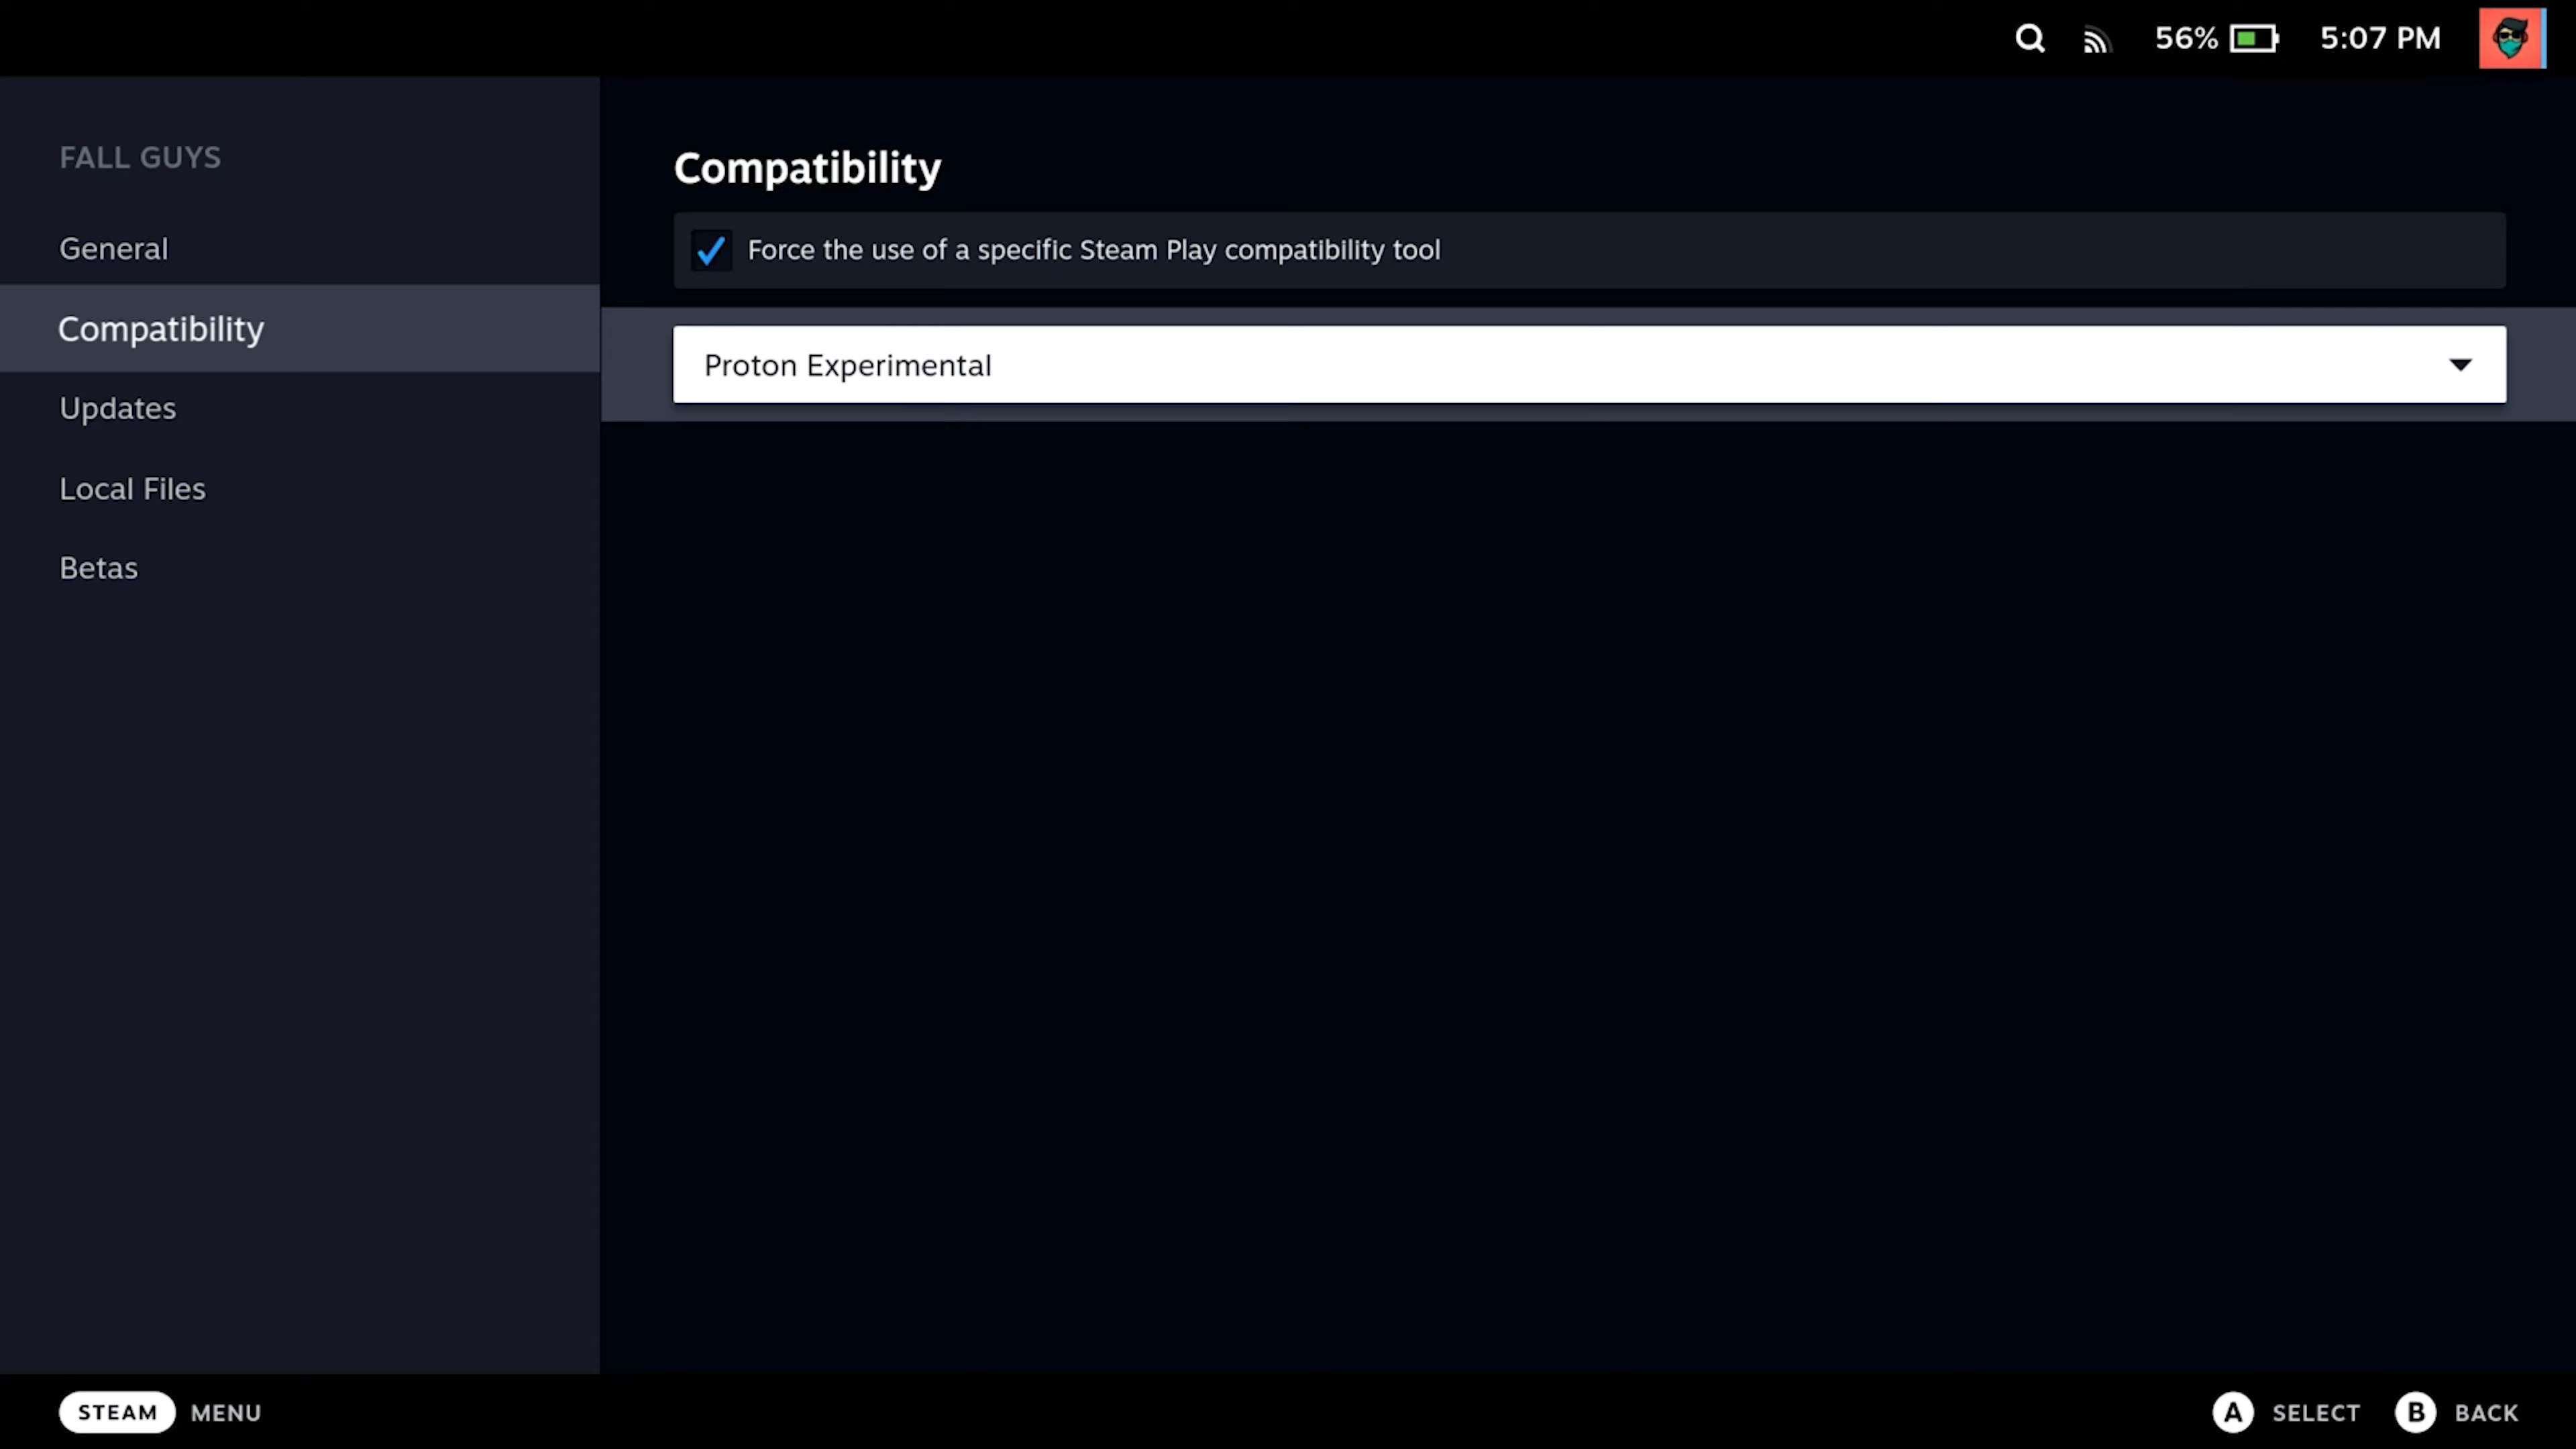 56% 5:07 PM
FALL GUYS
General
Compatibility
Updates
Local Files
Betas
Compatibility
Force the use of a specific Steam Play compatibility tool
Proton Experimental
STEAM MENU
A SELECT B BACK